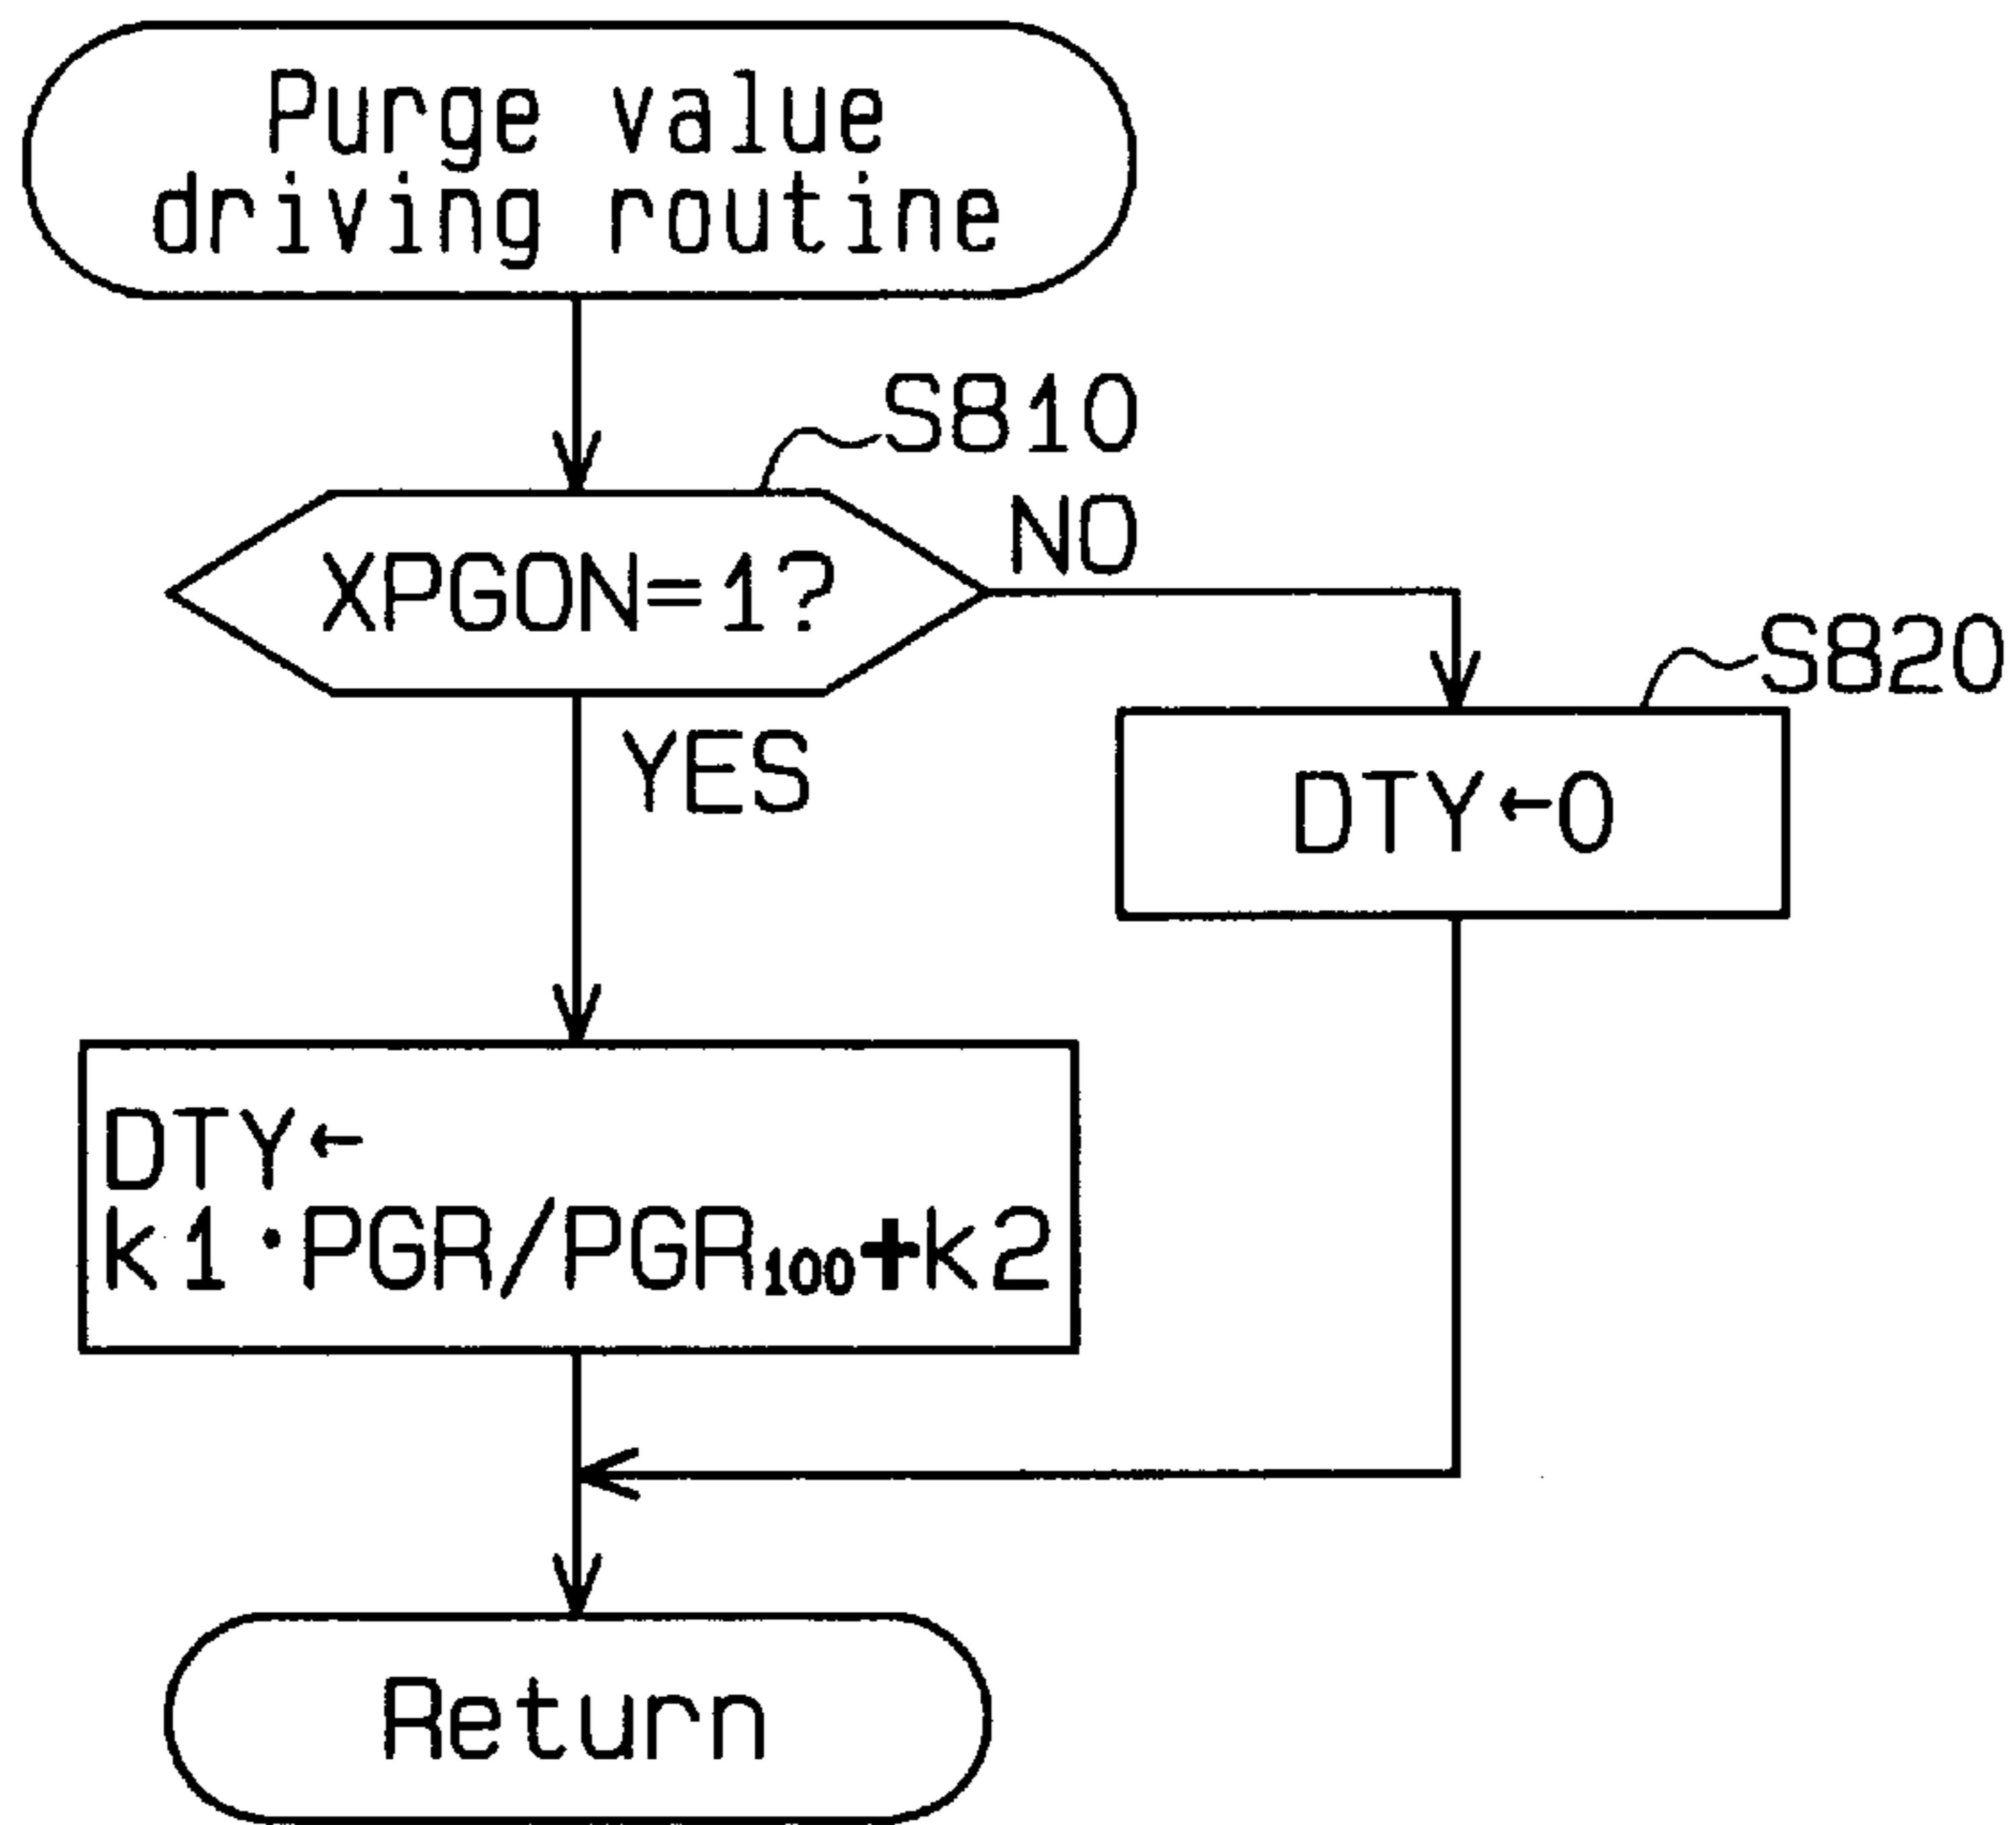 Purge value
driving routine
S810
XPGON=1?
NO
S820
YES
DTY←0
DTY←
k1·PGR/PGR₁₀₀+k2
Return